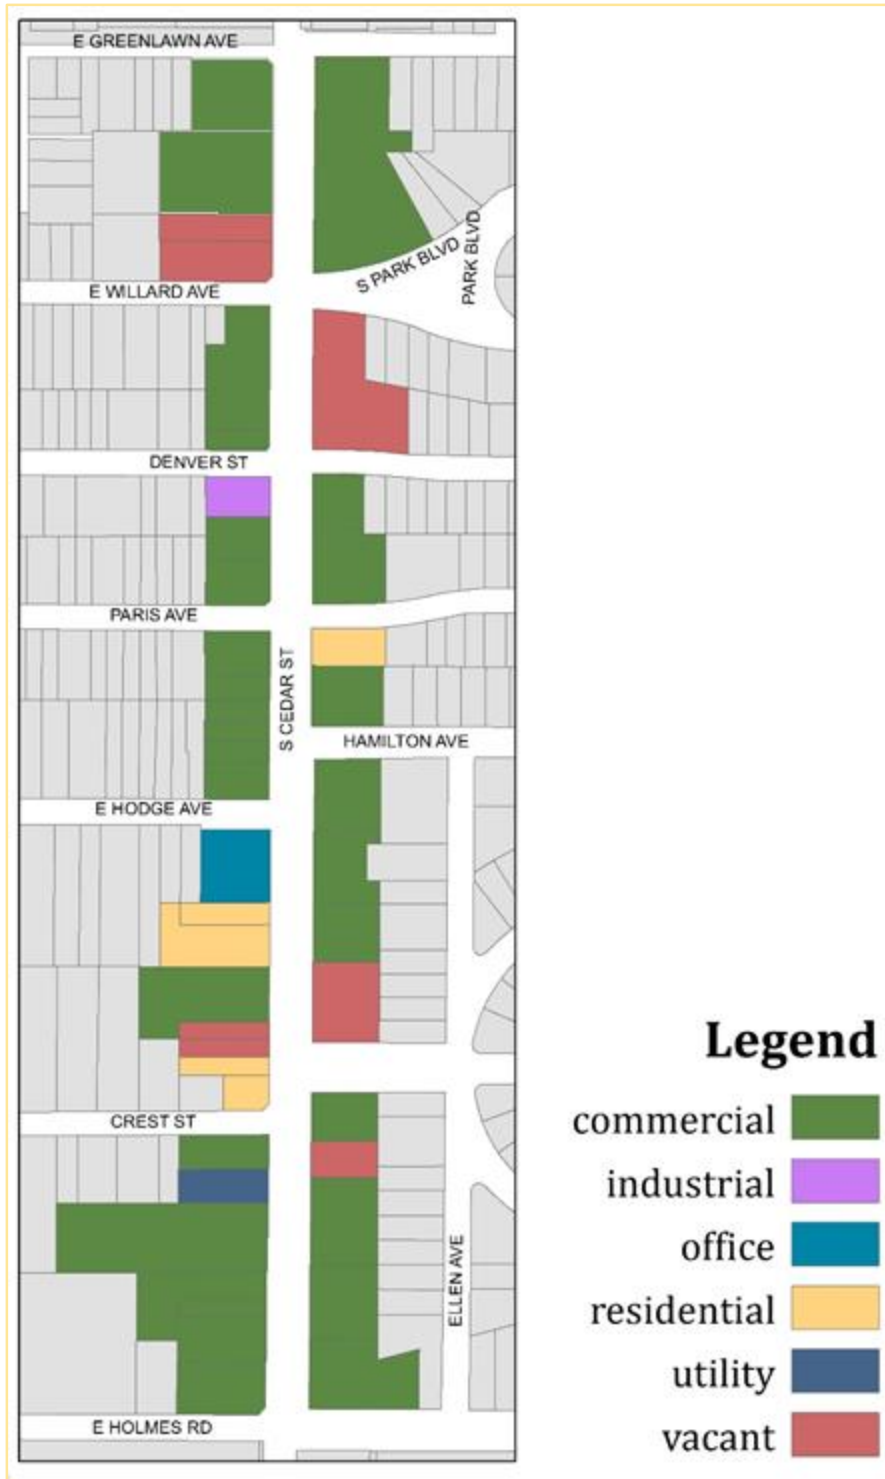 E GREENLAWN AVE
S PARK BLVD
PARK BLVD
E WILLARD AVE
DENVER ST
PARIS AVE
S CEDAR ST
HAMILTON AVE
E HODGE AVE
CREST ST
ELLEN AVE
E HOLMES RD
Legend
commercial
industrial
office
residential
utility
vacant